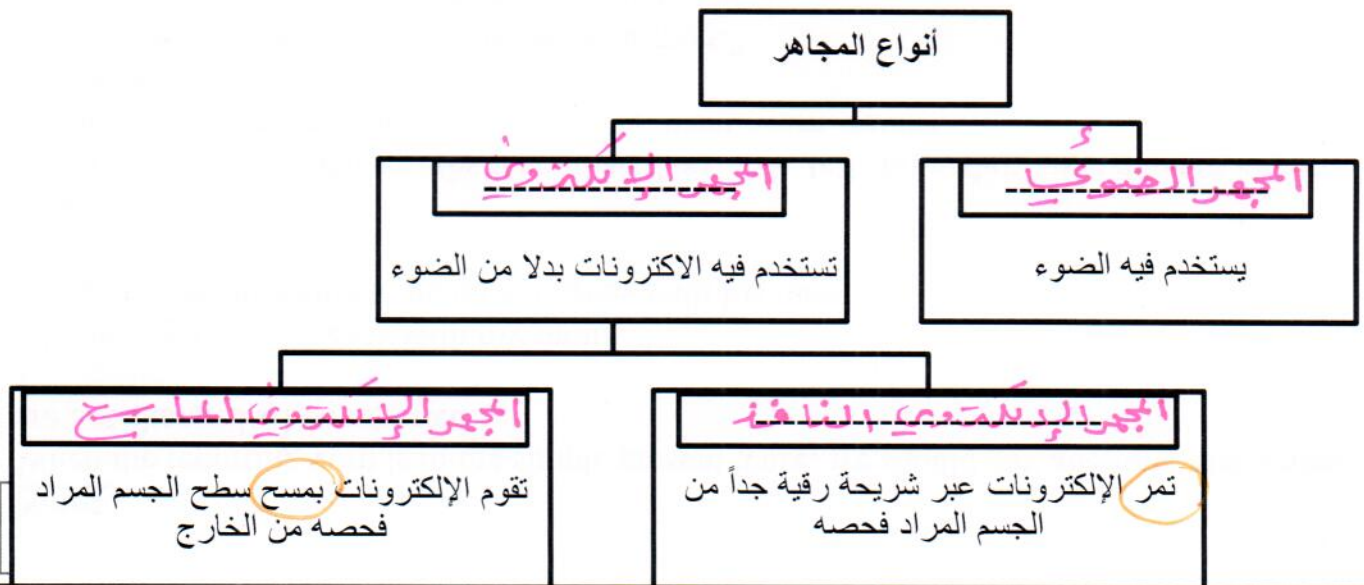 أنواع المجاهر
المجهر الضوئي
يستخدم فيه الضوء
المجهر الإلكتروني
تستخدم فيه الاكترونات بدلا من الضوء
المجهر الإلكتروني النافذ
تمر الإلكترونات عبر شريحة رقية جداً من
الجسم المراد فحصه
المجهر الإلكتروني الماسح
تقوم الإلكترونات بمسح سطح الجسم المراد
فحصه من الخارج